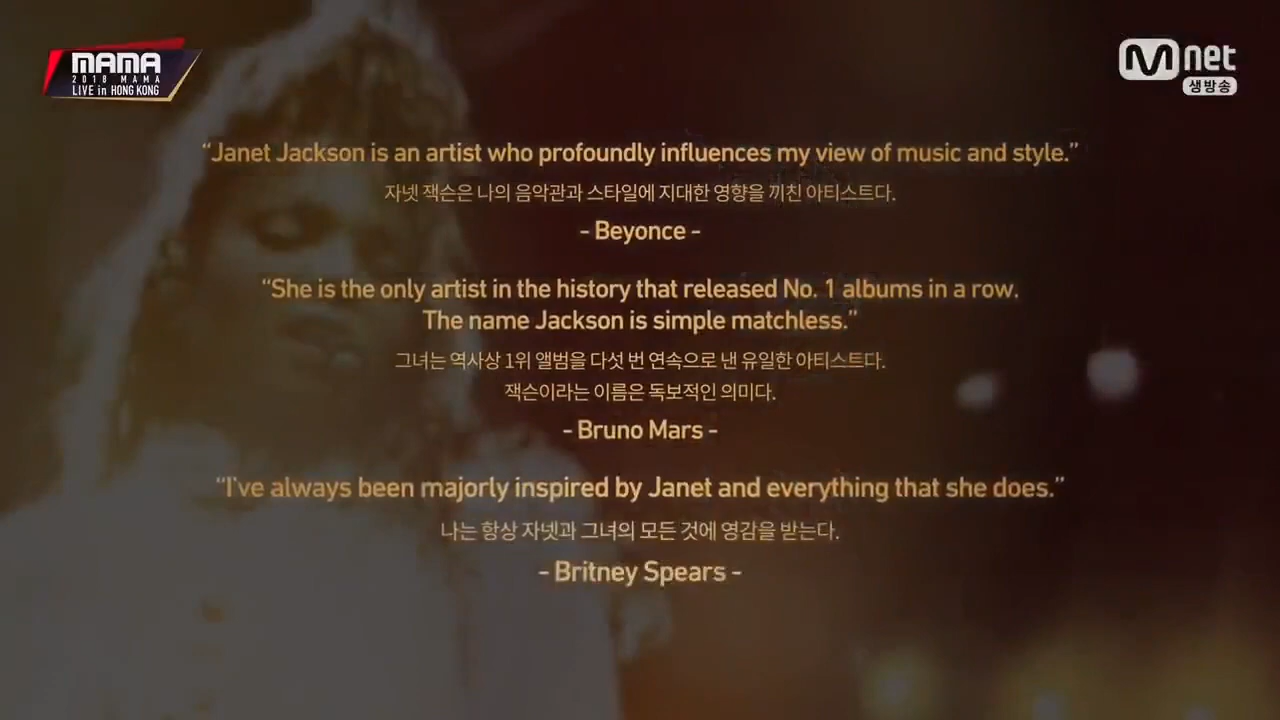 MAMA
2018 MAMA
LIVE in HONG KONG
Mnet
생방송
“Janet Jackson is an artist who profoundly influences my view of music and style.”
자넷 잭슨은 나의 음악관과 스타일에 지대한 영향을 끼친 아티스트다.
- Beyonce -
“She is the only artist in the history that released No. 1 albums in a row.
The name Jackson is simple matchless.”
그녀는 역사상 1위 앨범을 다섯 번 연속으로 낸 유일한 아티스트다.
잭슨이라는 이름은 독보적인 의미다.
- Bruno Mars -
“I've always been majorly inspired by Janet and everything that she does.”
나는 항상 자넷과 그녀의 모든 것에 영감을 받는다.
- Britney Spears -